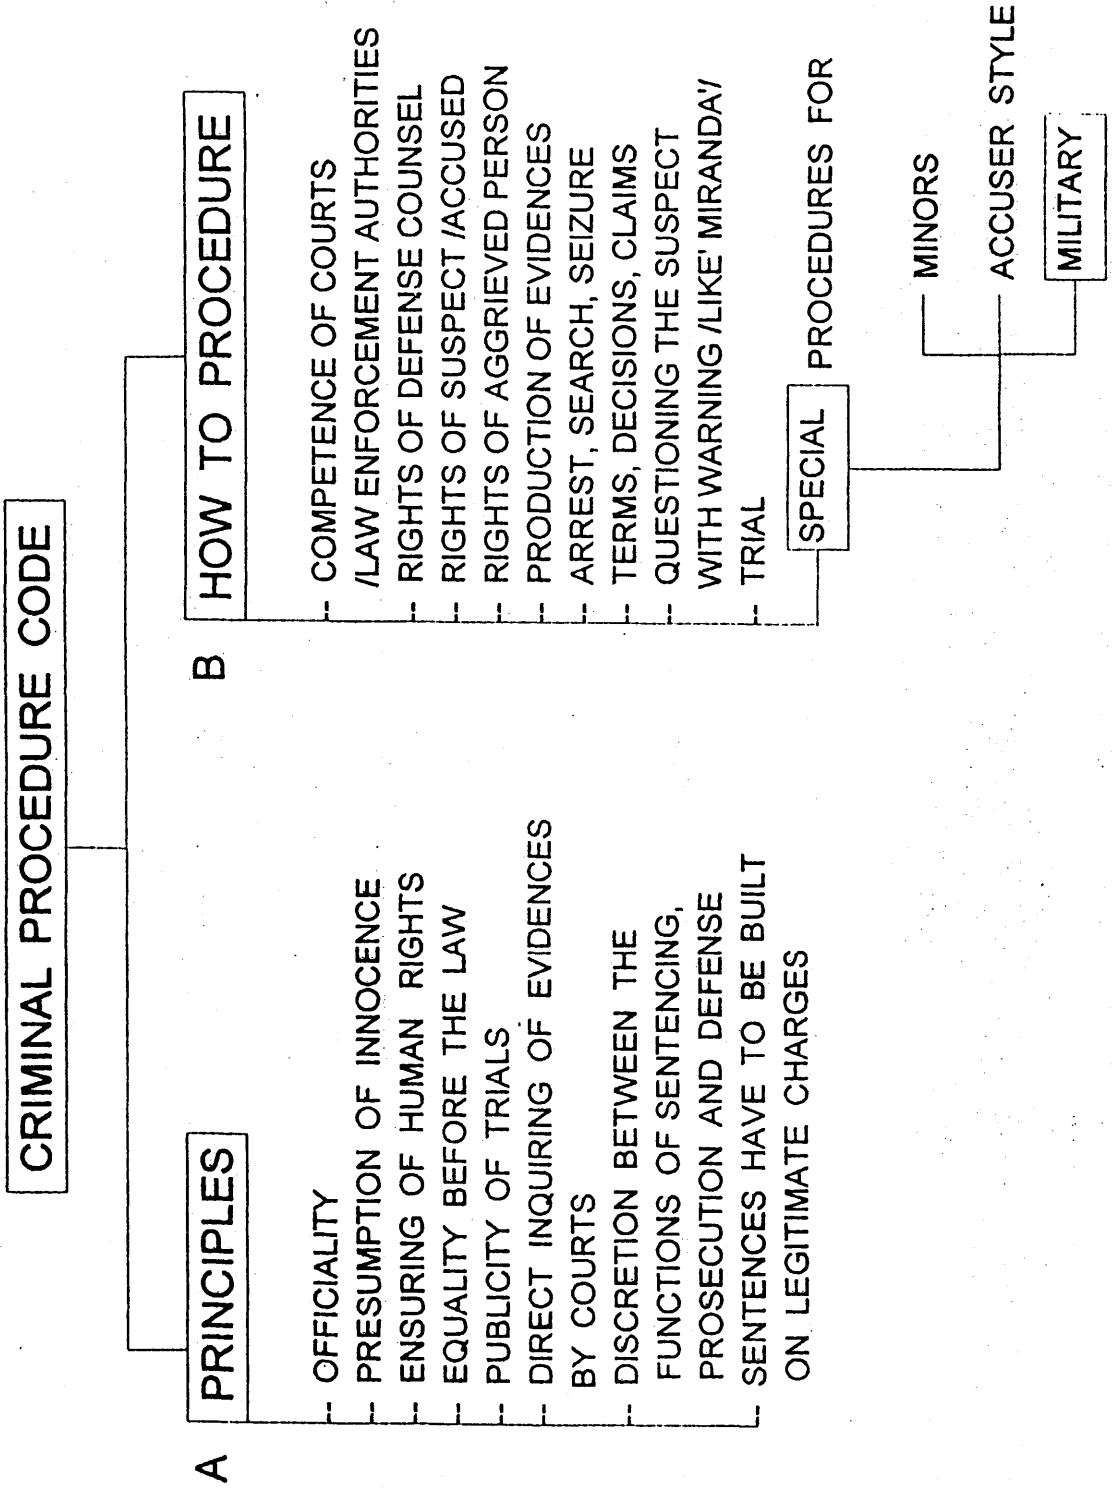 CRIMINAL PROCEDURE CODE
A PRINCIPLES
-- OFFICIALITY
-- PRESUMPTION OF INNOCENCE
-- ENSURING OF HUMAN RIGHTS
-- EQUALITY BEFORE THE LAW
-- PUBLICITY OF TRIALS
-- DIRECT INQUIRING OF EVIDENCES
BY COURTS
-- DISCRETION BETWEEN THE
FUNCTIONS OF SENTENCING,
PROSECUTION AND DEFENSE
-- SENTENCES HAVE TO BE BUILT
ON LEGITIMATE CHARGES
B HOW TO PROCEDURE
-- COMPETENCE OF COURTS
/LAW ENFORCEMENT AUTHORITIES
-- RIGHTS OF DEFENSE COUNSEL
-- RIGHTS OF SUSPECT /ACCUSED
-- RIGHTS OF AGGRIEVED PERSON
-- PRODUCTION OF EVIDENCES
-- ARREST, SEARCH, SEIZURE
-- TERMS, DECISIONS, CLAIMS
-- QUESTIONING THE SUSPECT
WITH WARNING /LIKE' MIRANDA'/
-- TRIAL
SPECIAL PROCEDURES FOR
MINORS
ACCUSER STYLE
MILITARY